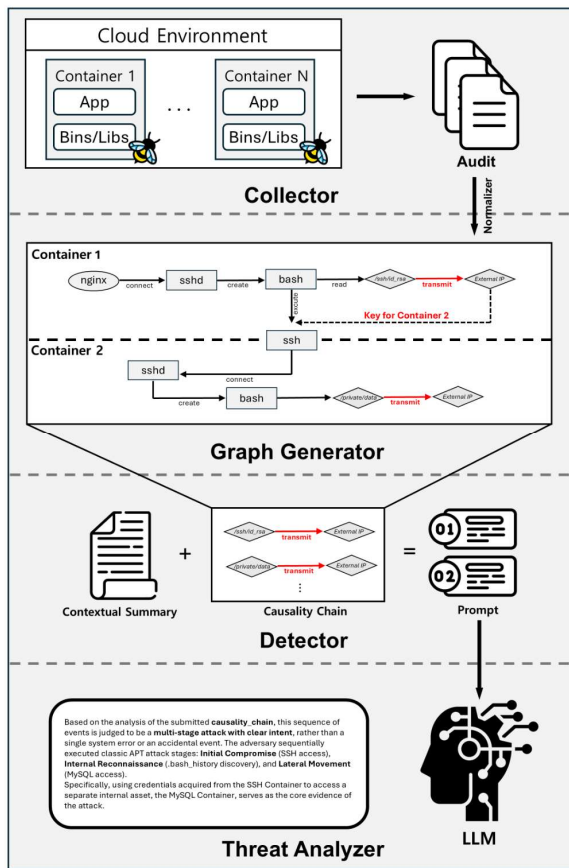 Cloud Environment
Container 1
App
Bins/Libs
. . .
Container N
App
Bins/Libs
Audit
Collector
Normalizer
Container 1
nginx
connect
sshd
create
bash
read
/ssh/id_rsa
transmit
External IP
excute
Key for Container 2
ssh
Container 2
sshd
connect
create
bash
/private/data
transmit
External IP
Graph Generator
Contextual Summary
+
/ssh/id_rsa
transmit
External IP
/private/data
transmit
External IP
⋮
Causality Chain
=
01
02
Prompt
Detector
Based on the analysis of the submitted causality_chain, this sequence of
events is judged to be a multi-stage attack with clear intent, rather than a
single system error or an accidental event. The adversary sequentially
executed classic APT attack stages: Initial Compromise (SSH access),
Internal Reconnaissance (.bash_history discovery), and Lateral Movement
(MySQL access).
Specifically, using credentials acquired from the SSH Container to access a
separate internal asset, the MySQL Container, serves as the core evidence of
the attack.
LLM
Threat Analyzer